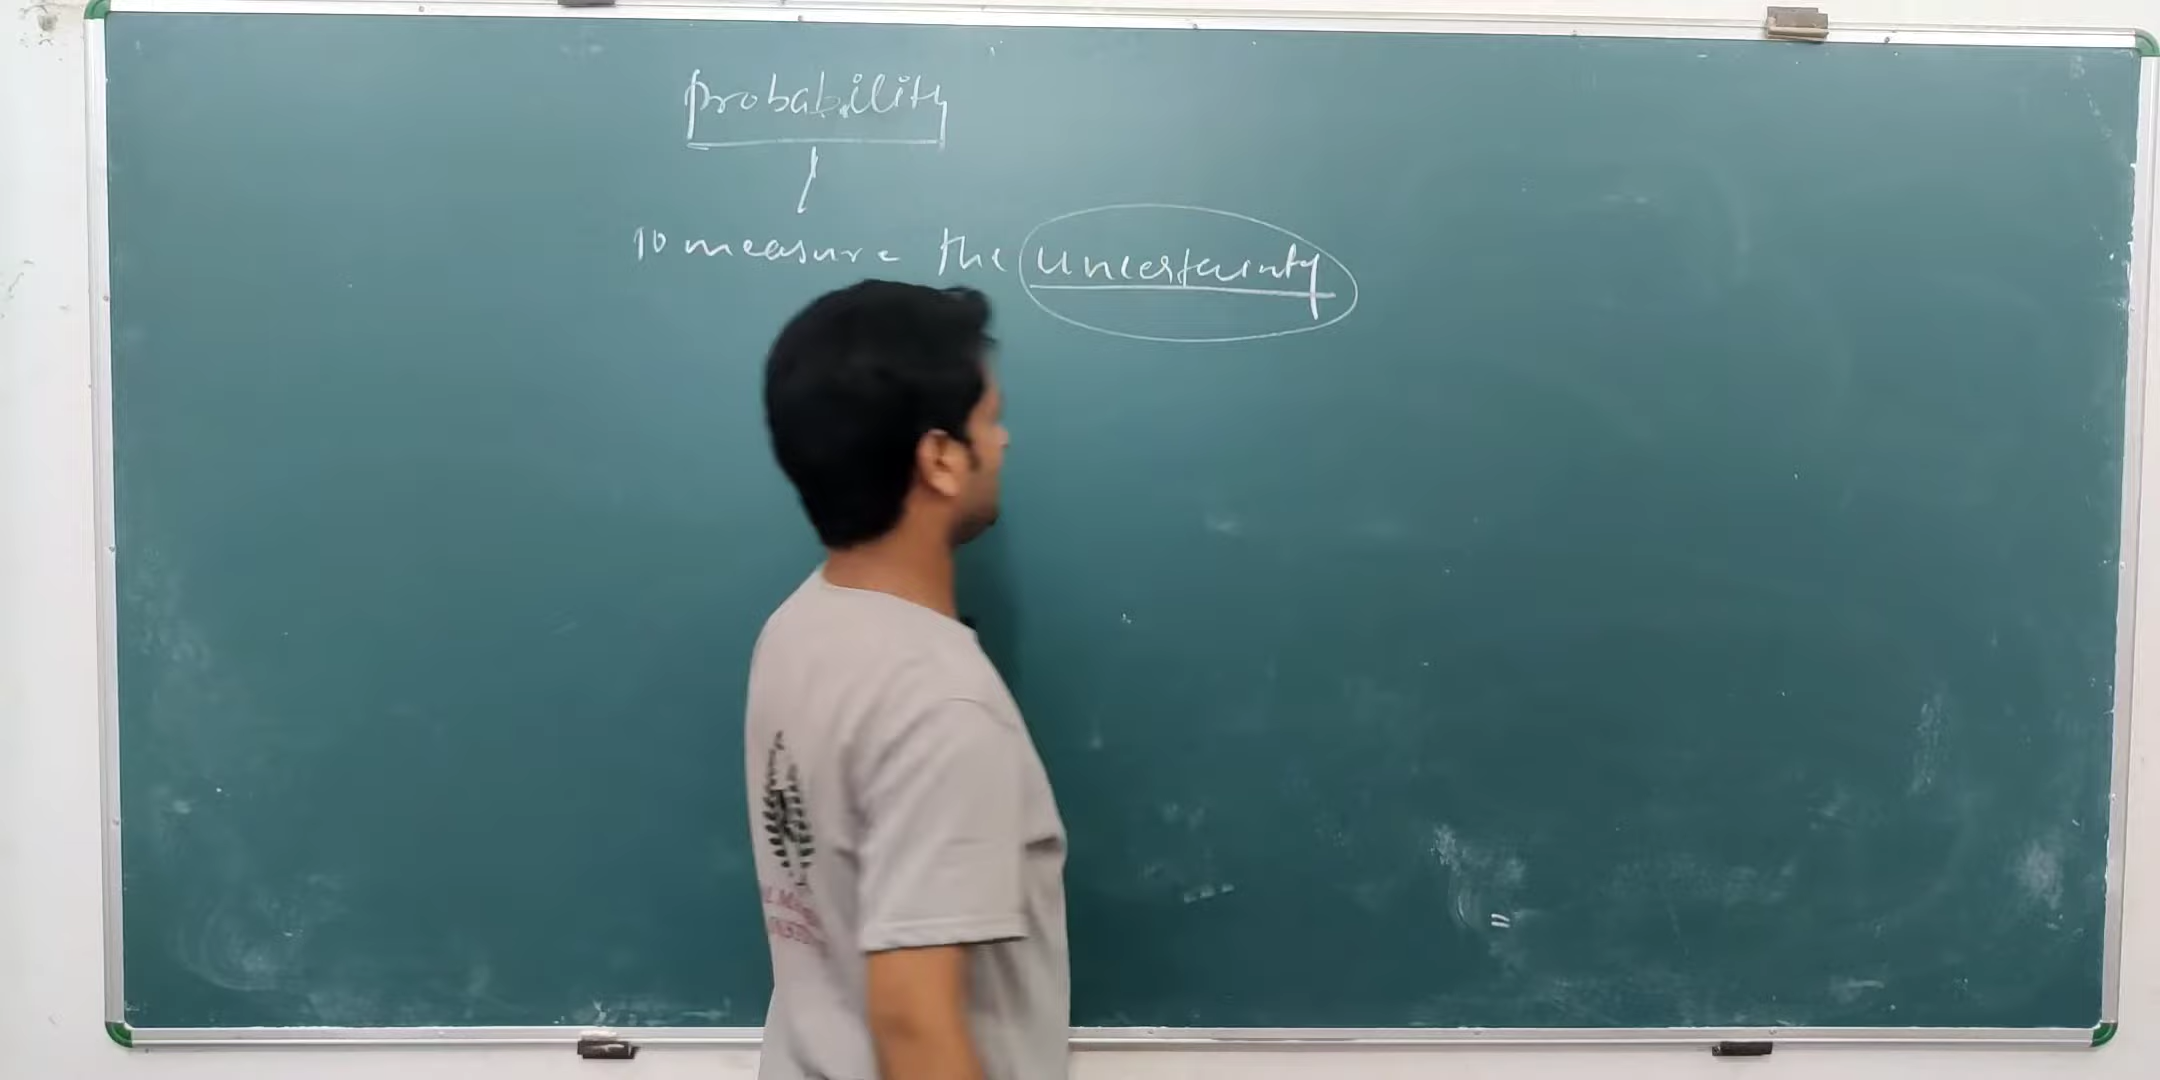 probability
to measure the uncertainty
=